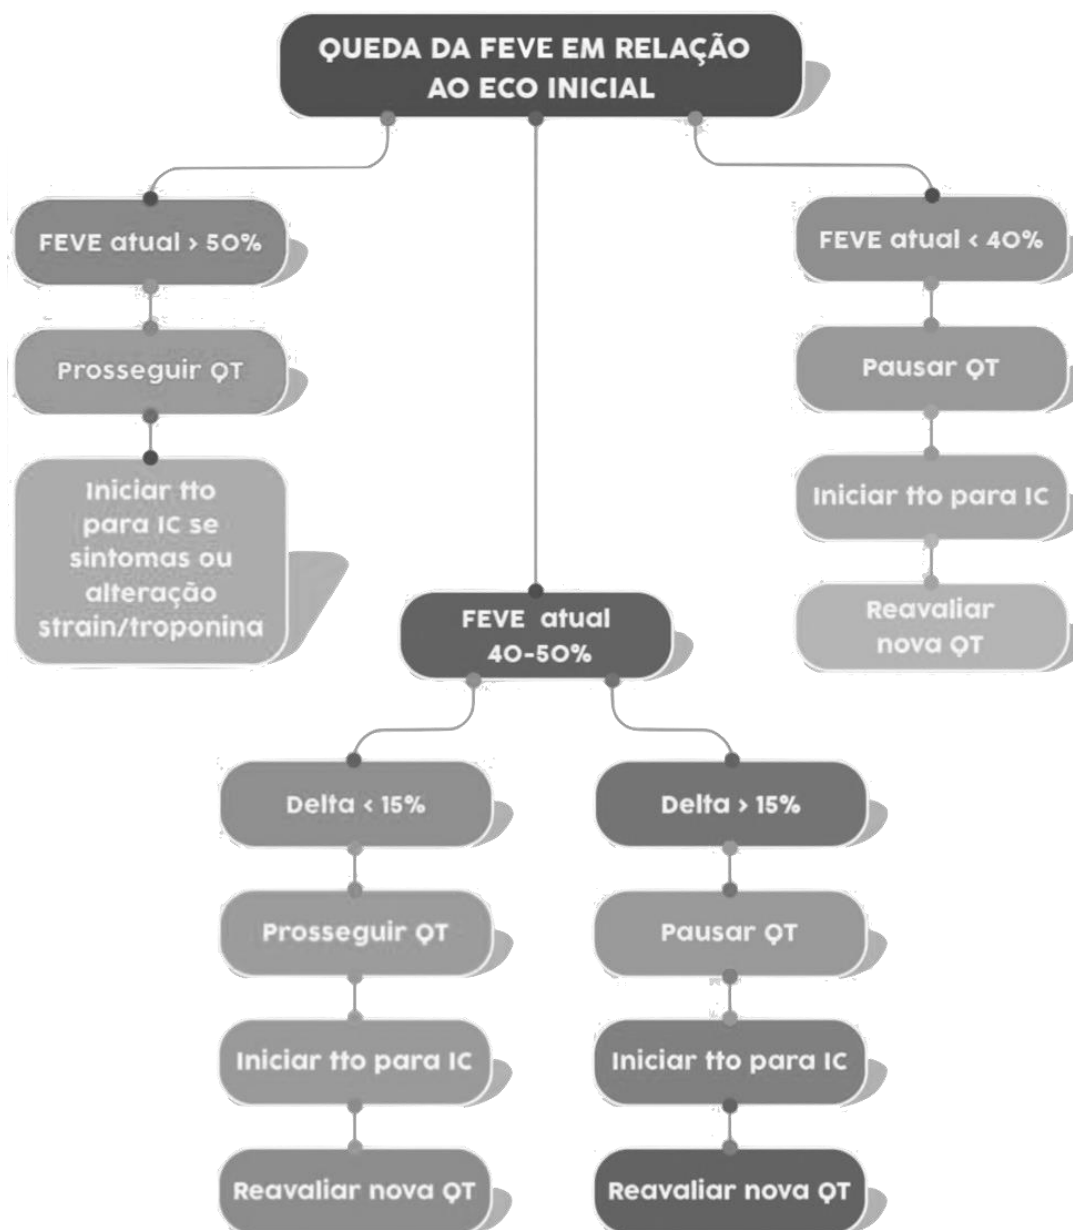 QUEDA DA FEVE EM RELAÇÃO
AO ECO INICIAL
FEVE atual > 50%
Prosseguir QT
Iniciar tto
para IC se
sintomas ou
alteração
strain/troponina
FEVE atual < 40%
Pausar QT
Iniciar tto para IC
Reavaliar
nova QT
FEVE atual
40-50%
Delta < 15%
Prosseguir QT
Iniciar tto para IC
Reavaliar nova QT
Delta > 15%
Pausar QT
Iniciar tto para IC
Reavaliar nova QT